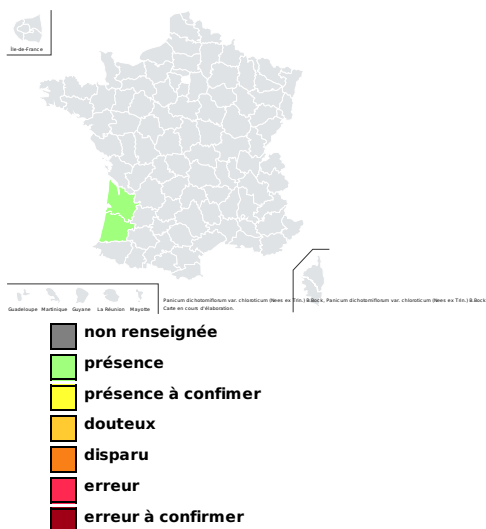 Île-de-France
Guadeloupe Martinique Guyane La Réunion Mayotte
Panicum dichotomiflorum var. chloroticum (Nees ex Trin.) B.Bock, Panicum dichotomiflorum var. chloroticum (Nees ex Trin.) B.Bock
Carte en cours d'élaboration.
non renseignée
présence
présence à confimer
douteux
disparu
erreur
erreur à confirmer